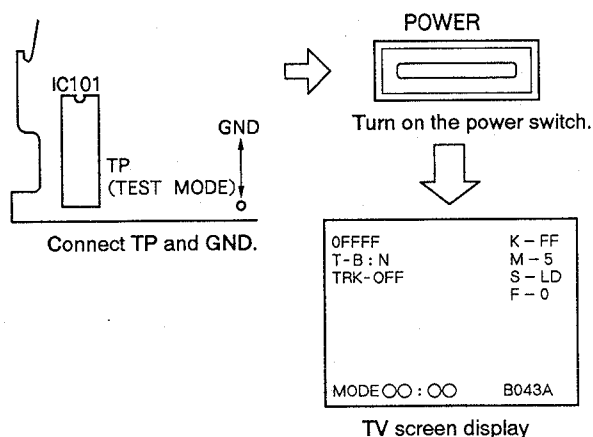 IC101
GND
TP
(TEST MODE)
Connect TP and GND.
POWER
Turn on the power switch.
0FFFF
T-B : N
TRK-OFF
K - FF
M - 5
S - LD
F - 0
MODE○○ : ○○
B043A
TV screen display